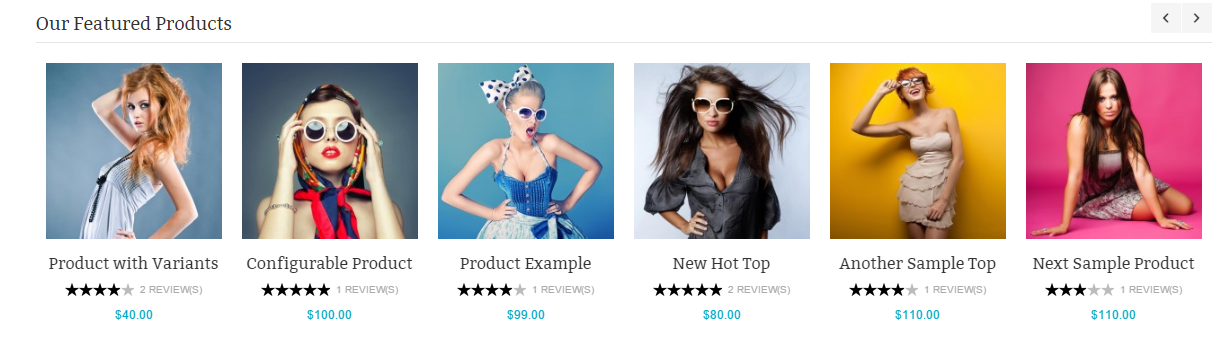 Our Featured Products
Product with Variants
2 REVIEW(S)
$40.00
Configurable Product
1 REVIEW(S)
$100.00
Product Example
1 REVIEW(S)
$99.00
New Hot Top
2 REVIEW(S)
$80.00
Another Sample Top
1 REVIEW(S)
$110.00
Next Sample Product
1 REVIEW(S)
$110.00